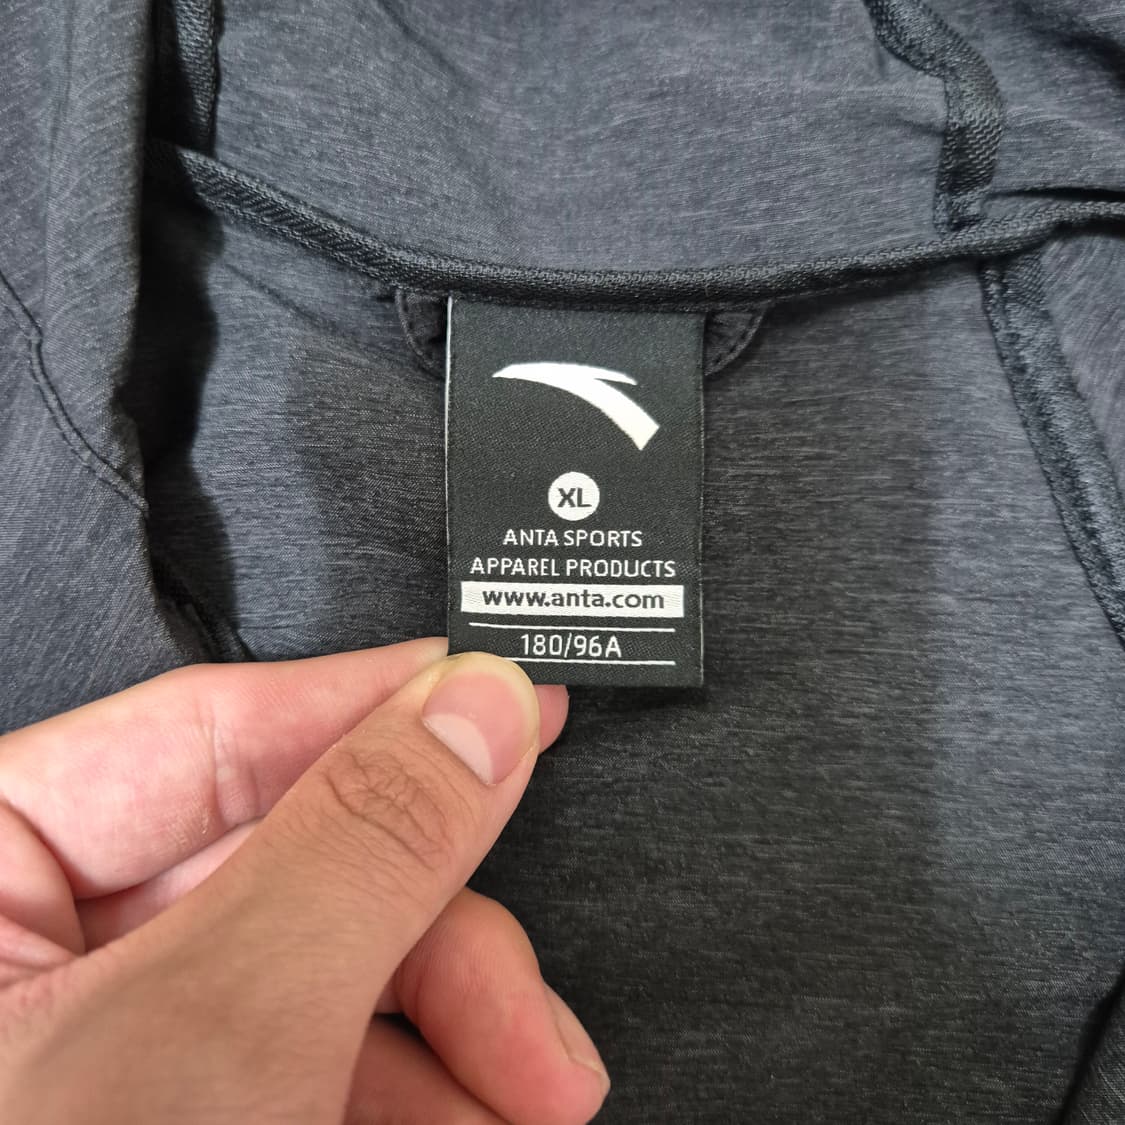 XL
ANTA SPORTS
APPAREL PRODUCTS
www.anta.com
180/96A